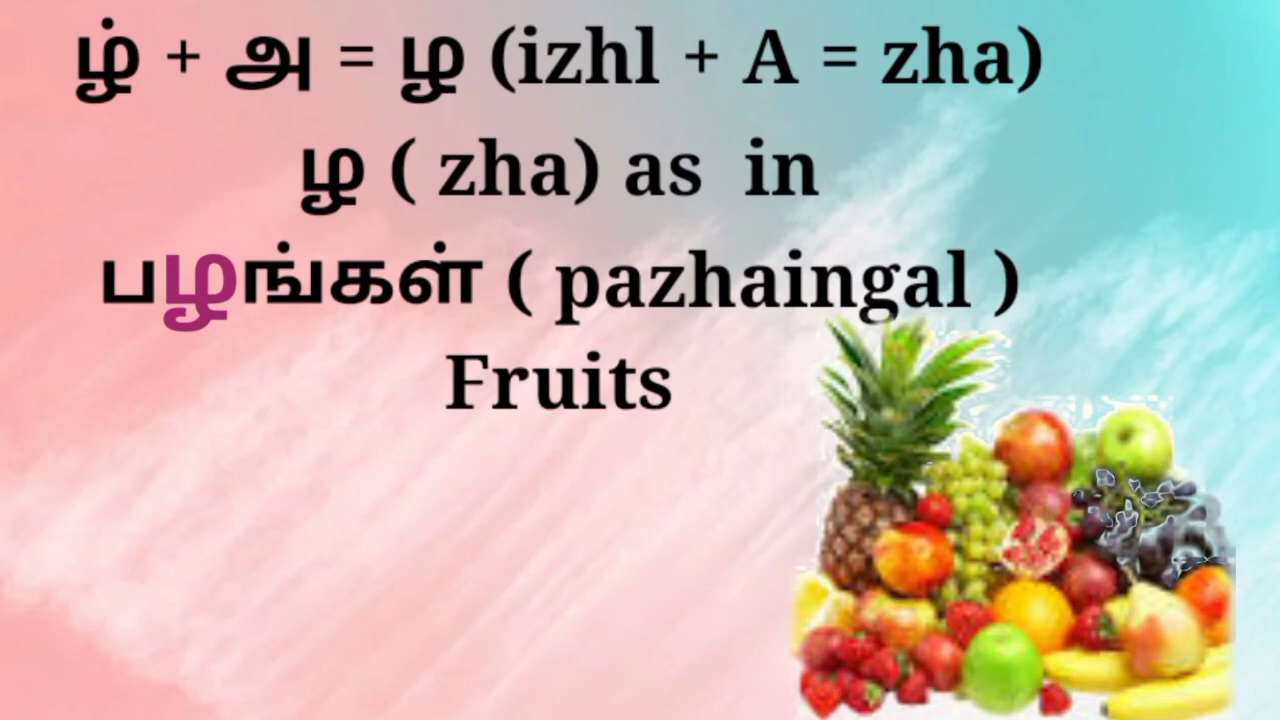 ழ் + அ = ழ (izhl + A = zha)
ழ ( zha) as in
பழங்கள் ( pazhaingal )
Fruits